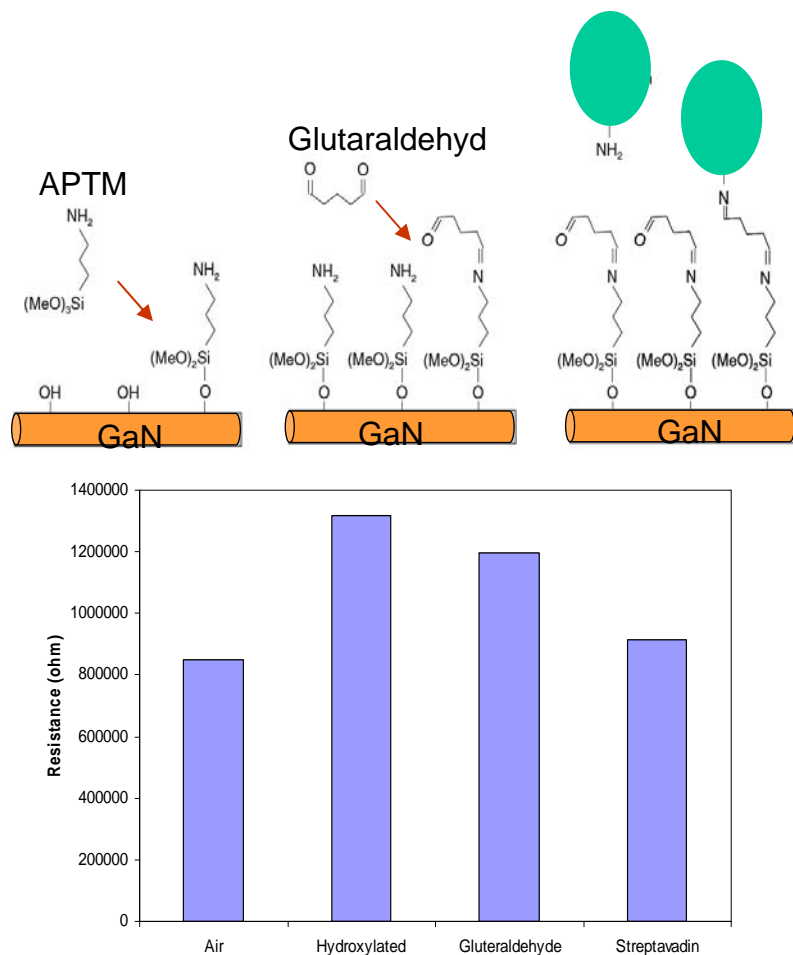 APTM
NH₂
(MeO)₃Si
NH₂
(MeO)₂Si
O
OH OH
GaN
Glutaraldehyd
O O
O
NH₂ NH₂ N
(MeO)₂Si (MeO)₂Si (MeO)₂Si
O O O
GaN
NH₂
N
O O
N N N
(MeO)₂Si (MeO)₂Si (MeO)₂Si
O O O
GaN
Resistance (ohm)
1400000
1200000
1000000
800000
600000
400000
200000
0
Air Hydroxylated Gluteraldehyde Streptavadin